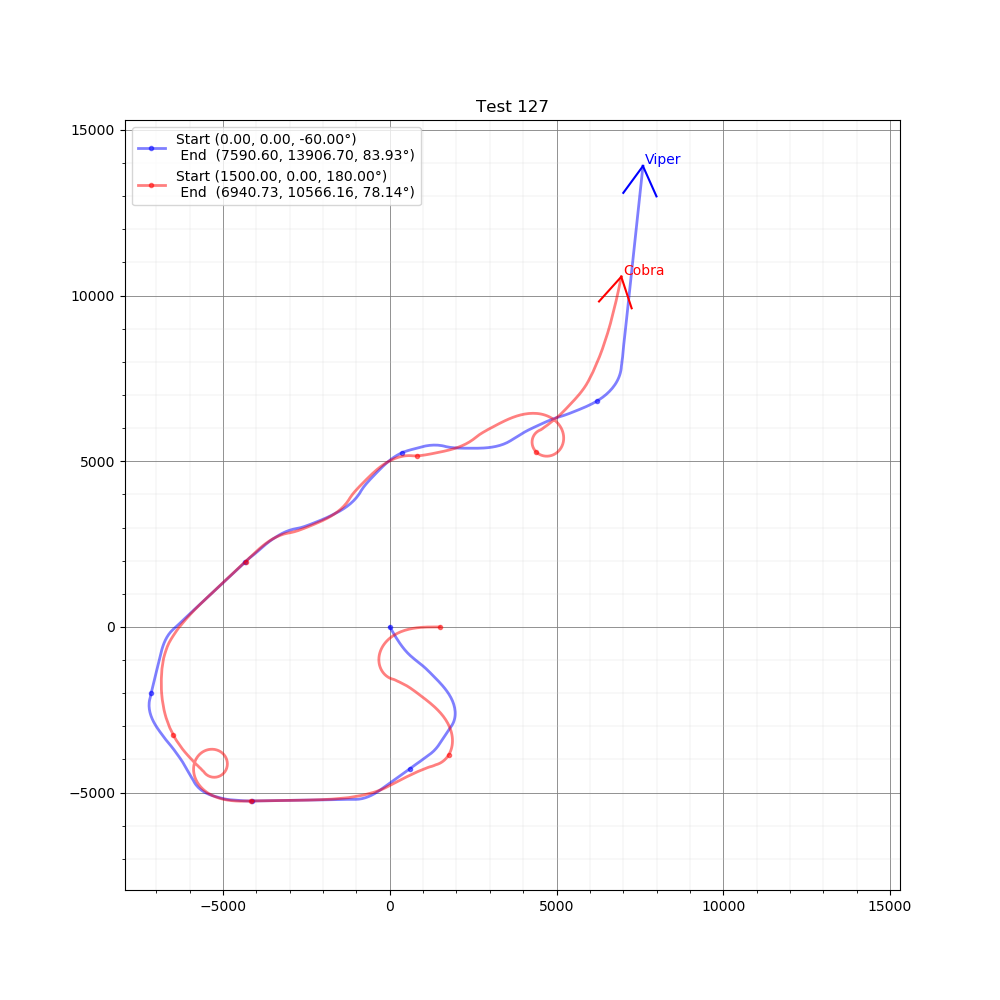 Test 127
Start (0.00, 0.00, -60.00°)
End  (7590.60, 13906.70, 83.93°)
Start (1500.00, 0.00, 180.00°)
End  (6940.73, 10566.16, 78.14°)
Viper
Cobra
15000
10000
5000
0
−5000
−5000
0
5000
10000
15000